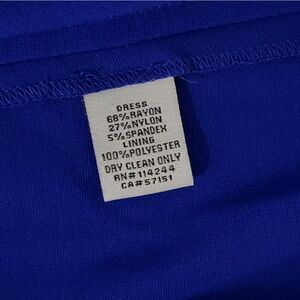 DRESS
68%RAYON
27%NYLON
5%SPANDEX
LINING
100%POLYESTER
DRY CLEAN ONLY
RN#114244
CA#57151